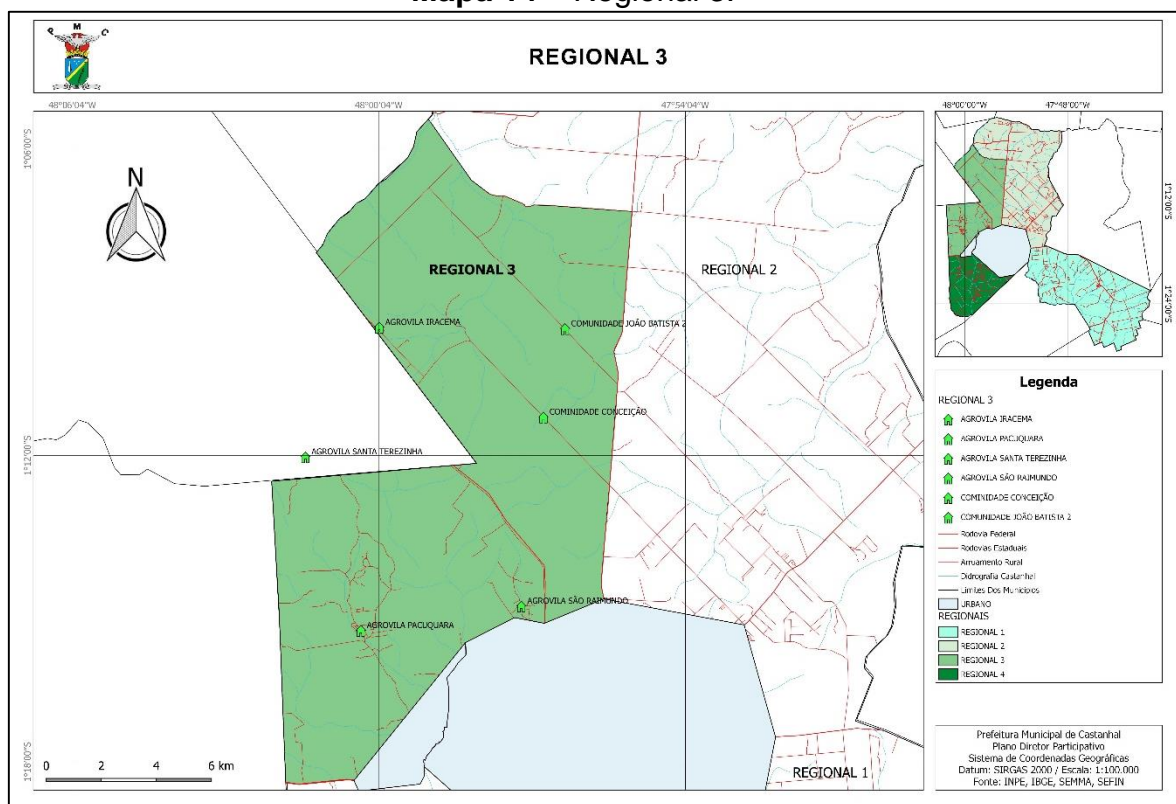 P M C
REGIONAL 3
48°06'04"W
48°00'04"W
47°54'04"W
1°06'00"S
1°12'00"S
1°18'00"S
N
REGIONAL 3
REGIONAL 2
AGROVILA IRACEMA
COMUNIDADE JOÃO BATISTA 2
COMINIDADE CONCEIÇÃO
AGROVILA SANTA TEREZINHA
AGROVILA SÃO RAIMUNDO
AGROVILA PACUQUARA
REGIONAL 1
0 2 4 6 km
48°00'00"W
47°48'00"W
1°12'00"S
1°24'00"S
Legenda
REGIONAL 3
AGROVILA IRACEMA
AGROVILA PACUQUARA
AGROVILA SANTA TEREZINHA
AGROVILA SÃO RAIMUNDO
COMINIDADE CONCEIÇÃO
COMUNIDADE JOÃO BATISTA 2
Rodovia Federal
Rodovias Estaduais
Arruamento Rural
Didrografia Castanhal
Limites Dos Municípios
URBANO
REGIONAIS
REGIONAL 1
REGIONAL 2
REGIONAL 3
REGIONAL 4
Prefeitura Municipal de Castanhal
Plano Diretor Participativo
Sistema de Coordenadas Geográficas
Datum: SIRGAS 2000 / Escala: 1:100.000
Fonte: INPE, IBGE, SEMMA, SEFIN